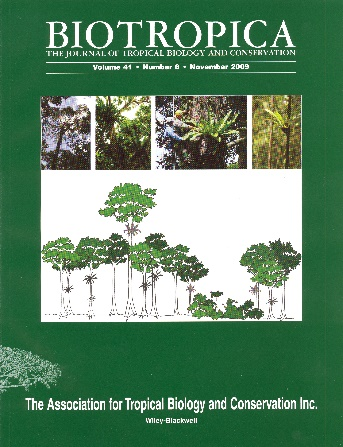 BIOTROPICA
THE JOURNAL OF TROPICAL BIOLOGY AND CONSERVATION
Volume 41 • Number 6 • November 2009
The Association for Tropical Biology and Conservation Inc.
Wiley-Blackwell